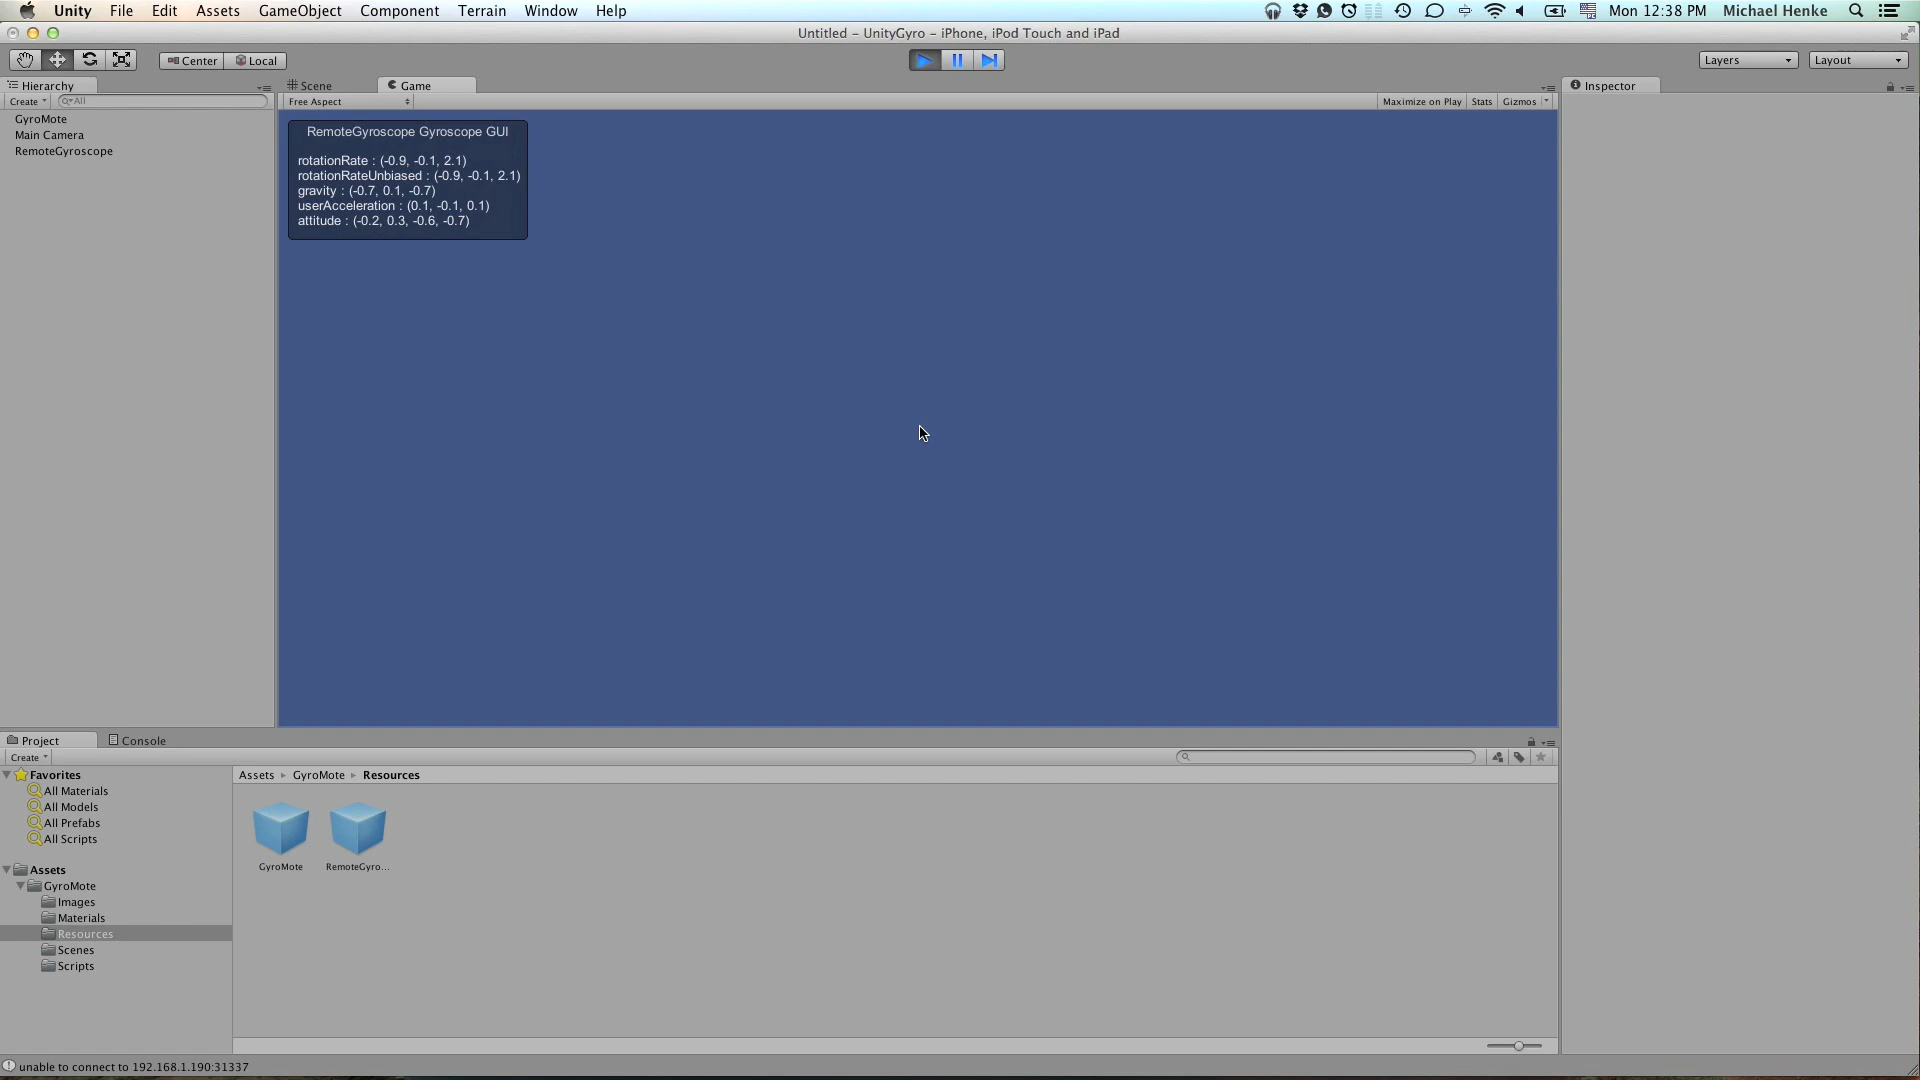 Unity File Edit Assets GameObject Component Terrain Window Help
Mon 12:38 PM Michael Henke
Untitled – UnityGyro – iPhone, iPod Touch and iPad
Center Local
Layers
Layout
Hierarchy
Create
All
GyroMote
Main Camera
RemoteGyroscope
Scene
Game
Free Aspect
Maximize on Play Stats Gizmos
RemoteGyroscope Gyroscope GUI
rotationRate : (-0.9, -0.1, 2.1)
rotationRateUnbiased : (-0.9, -0.1, 2.1)
gravity : (-0.7, 0.1, -0.7)
userAcceleration : (0.1, -0.1, 0.1)
attitude : (-0.2, 0.3, -0.6, -0.7)
Inspector
Project
Console
Create
Favorites
All Materials
All Models
All Prefabs
All Scripts
Assets
GyroMote
Images
Materials
Resources
Scenes
Scripts
Assets GyroMote Resources
GyroMote
RemoteGyro...
unable to connect to 192.168.1.190:31337